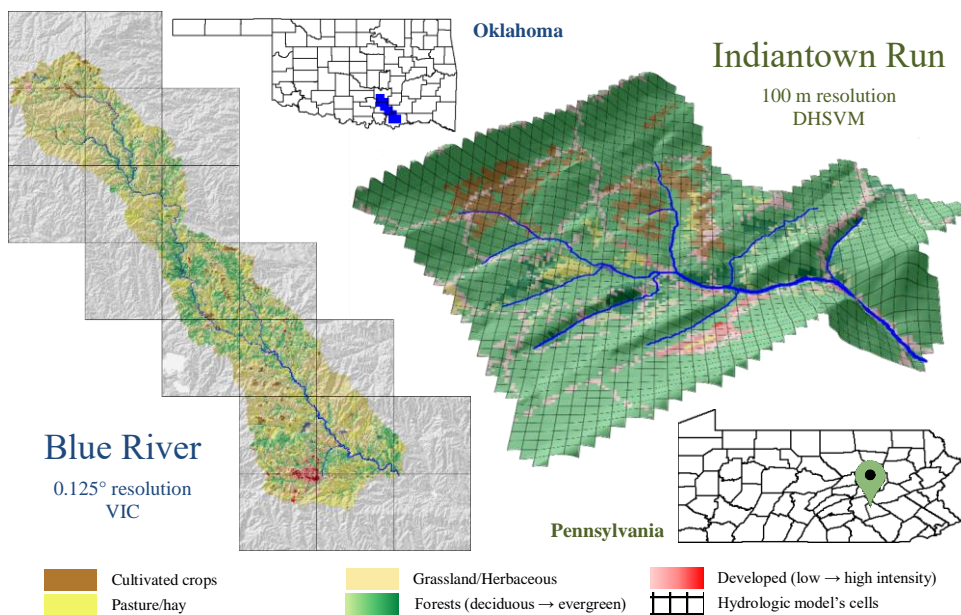 Oklahoma
Indiantown Run
100 m resolution
DHSVM
Blue River
0.125° resolution
VIC
Pennsylvania
Cultivated crops
Pasture/hay
Grassland/Herbaceous
Forests (deciduous → evergreen)
Developed (low → high intensity)
Hydrologic model's cells